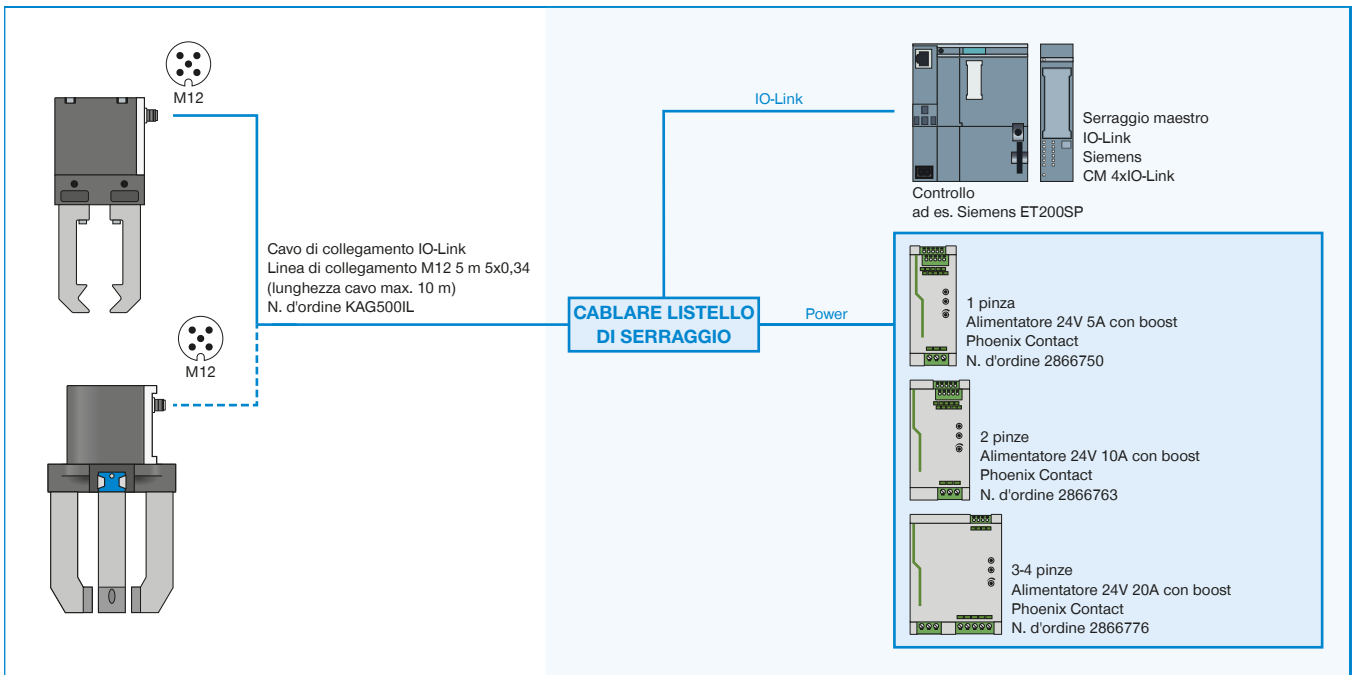 M12
IO-Link
Serraggio maestro
IO-Link
Siemens
CM 4xIO-Link
Controllo
ad es. Siemens ET200SP
Cavo di collegamento IO-Link
Linea di collegamento M12 5 m 5x0,34
(lunghezza cavo max. 10 m)
N. d'ordine KAG500IL
M12
CABLARE LISTELLO
DI SERRAGGIO
Power
1 pinza
Alimentatore 24V 5A con boost
Phoenix Contact
N. d'ordine 2866750
2 pinze
Alimentatore 24V 10A con boost
Phoenix Contact
N. d'ordine 2866763
3-4 pinze
Alimentatore 24V 20A con boost
Phoenix Contact
N. d'ordine 2866776